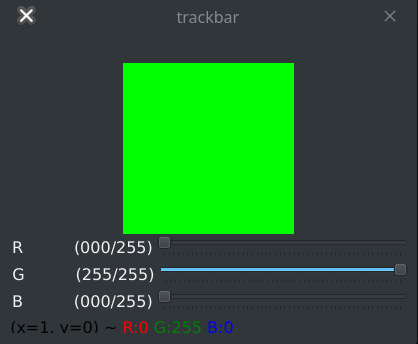 trackbar
R (000/255)
G (255/255)
B (000/255)
(x=1, y=0) ~ R:0 G:255 B:0